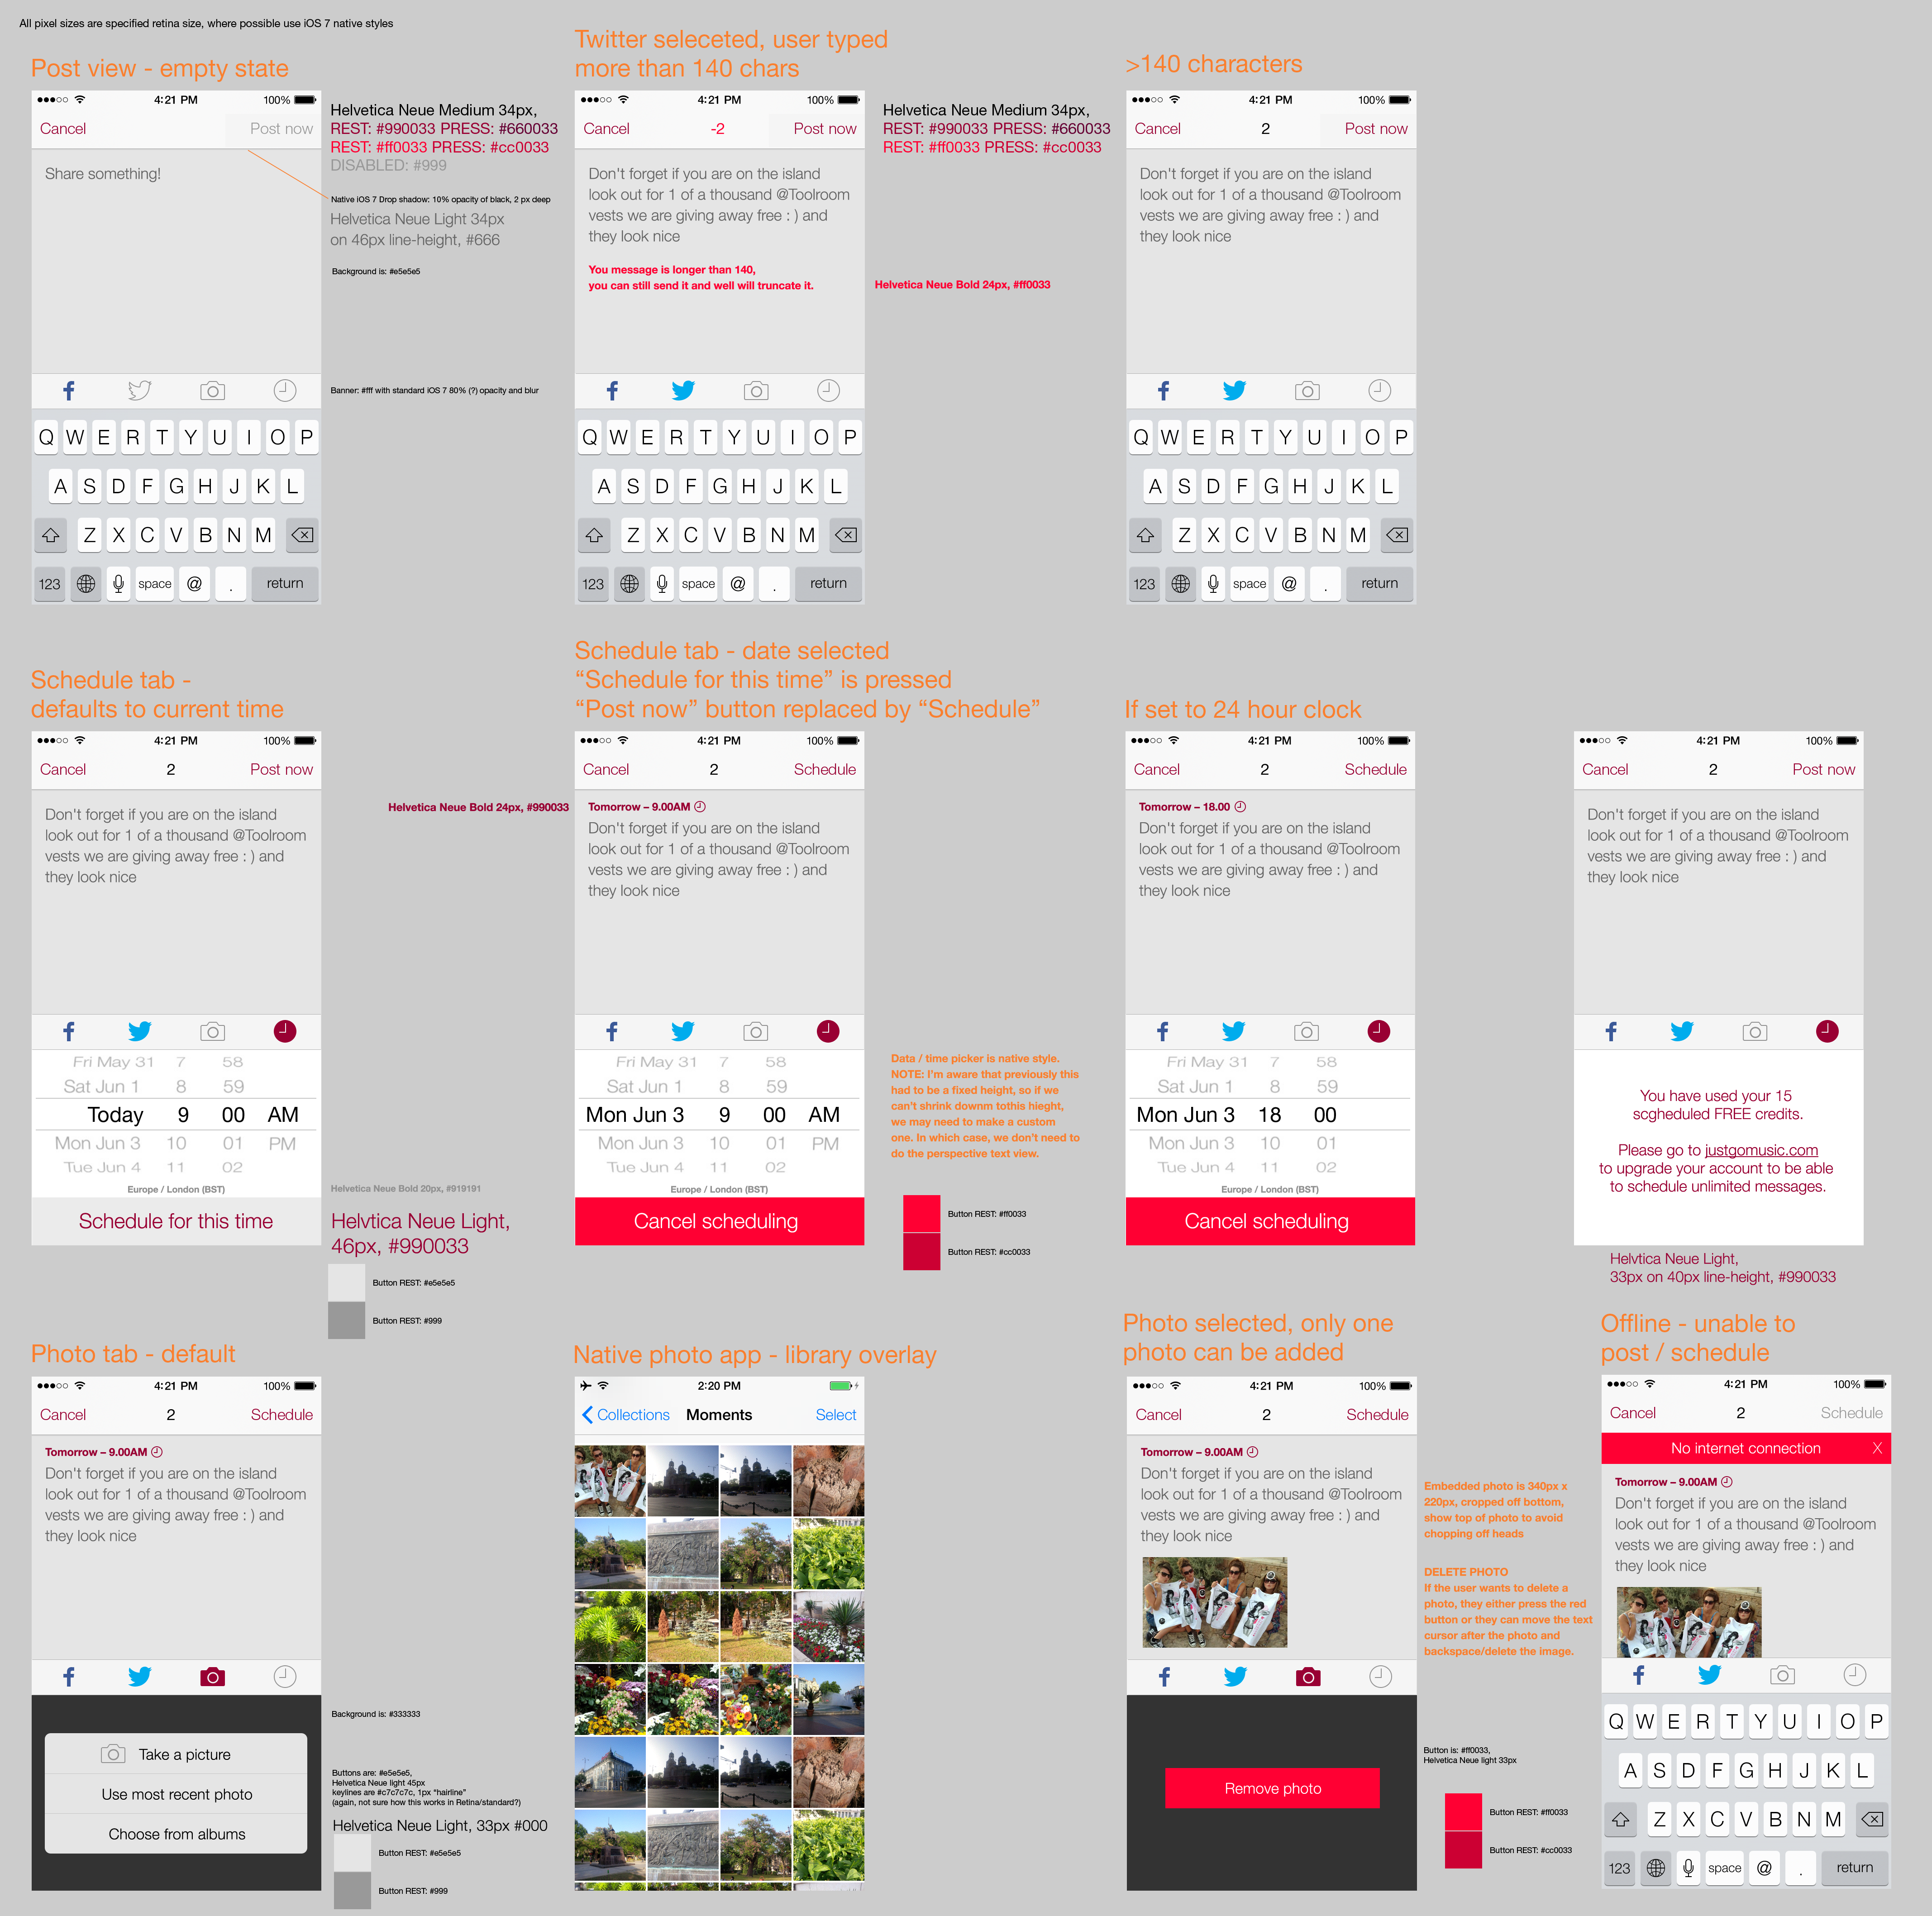 All pixel sizes are specified retina size, where possible use iOS 7 native styles
Post view - empty state
4:21 PM
100%
Cancel
Post now
Share something!
Q W E R T Y U I O P
A S D F G H J K L
Z X C V B N M
123
space
@
.
return
Helvetica Neue Medium 34px,
REST: #990033 PRESS: #660033
REST: #ff0033 PRESS: #cc0033
DISABLED: #999
Native iOS 7 Drop shadow: 10% opacity of black, 2 px deep
Helvetica Neue Light 34px
on 46px line-height, #666
Background is: #e5e5e5
Banner: #fff with standard iOS 7 80% (?) opacity and blur
Twitter seleceted, user typed
more than 140 chars
4:21 PM
100%
Cancel
-2
Post now
Don't forget if you are on the island
look out for 1 of a thousand @Toolroom
vests we are giving away free : ) and
they look nice
You message is longer than 140,
you can still send it and well will truncate it.
Q W E R T Y U I O P
A S D F G H J K L
Z X C V B N M
123
space
@
.
return
Helvetica Neue Medium 34px,
REST: #990033 PRESS: #660033
REST: #ff0033 PRESS: #cc0033
Helvetica Neue Bold 24px, #ff0033
>140 characters
4:21 PM
100%
Cancel
2
Post now
Don't forget if you are on the island
look out for 1 of a thousand @Toolroom
vests we are giving away free : ) and
they look nice
Q W E R T Y U I O P
A S D F G H J K L
Z X C V B N M
123
space
@
.
return
Schedule tab -
defaults to current time
4:21 PM
100%
Cancel
2
Post now
Don't forget if you are on the island
look out for 1 of a thousand @Toolroom
vests we are giving away free : ) and
they look nice
Fri May 31 7 58
Sat Jun 1 8 59
Today 9 00 AM
Mon Jun 3 10 01 PM
Tue Jun 4 11 02
Europe / London (BST)
Schedule for this time
Helvetica Neue Bold 24px, #990033
Helvetica Neue Bold 20px, #919191
Helvtica Neue Light,
46px, #990033
Button REST: #e5e5e5
Button REST: #999
Schedule tab - date selected
“Schedule for this time” is pressed
“Post now” button replaced by “Schedule”
4:21 PM
100%
Cancel
2
Schedule
Tomorrow – 9.00AM
Don't forget if you are on the island
look out for 1 of a thousand @Toolroom
vests we are giving away free : ) and
they look nice
Fri May 31 7 58
Sat Jun 1 8 59
Mon Jun 3 9 00 AM
Mon Jun 3 10 01 PM
Tue Jun 4 11 02
Europe / London (BST)
Cancel scheduling
Data / time picker is native style.
NOTE: I'm aware that previously this
had to be a fixed height, so if we
can't shrink downm tothis hieght,
we may need to make a custom
one. In which case, we don't need to
do the perspective text view.
Button REST: #ff0033
Button REST: #cc0033
If set to 24 hour clock
4:21 PM
100%
Cancel
2
Schedule
Tomorrow – 18.00
Don't forget if you are on the island
look out for 1 of a thousand @Toolroom
vests we are giving away free : ) and
they look nice
Fri May 31 7 58
Sat Jun 1 8 59
Mon Jun 3 18 00
Mon Jun 3 10 01
Tue Jun 4 11 02
Europe / London (BST)
Cancel scheduling
4:21 PM
100%
Cancel
2
Post now
Don't forget if you are on the island
look out for 1 of a thousand @Toolroom
vests we are giving away free : ) and
they look nice
You have used your 15
scgheduled FREE credits.
Please go to justgomusic.com
to upgrade your account to be able
to schedule unlimited messages.
Helvtica Neue Light,
33px on 40px line-height, #990033
Photo tab - default
4:21 PM
100%
Cancel
2
Schedule
Tomorrow – 9.00AM
Don't forget if you are on the island
look out for 1 of a thousand @Toolroom
vests we are giving away free : ) and
they look nice
Take a picture
Use most recent photo
Choose from albums
Background is: #333333
Buttons are: #e5e5e5,
Helvetica Neue light 45px
keylines are #c7c7c7c, 1px “hairline”
(again, not sure how this works in Retina/standard?)
Helvetica Neue Light, 33px #000
Button REST: #e5e5e5
Button REST: #999
Native photo app - library overlay
2:20 PM
Collections
Moments
Select
Photo selected, only one
photo can be added
4:21 PM
100%
Cancel
2
Schedule
Tomorrow – 9.00AM
Don't forget if you are on the island
look out for 1 of a thousand @Toolroom
vests we are giving away free : ) and
they look nice
Remove photo
Embedded photo is 340px x
220px, cropped off bottom,
show top of photo to avoid
chopping off heads
DELETE PHOTO
If the user wants to delete a
photo, they either press the red
button or they can move the text
cursor after the photo and
backspace/delete the image.
Button is: #ff0033,
Helvetica Neue light 33px
Button REST: #ff0033
Button REST: #cc0033
Offline - unable to
post / schedule
4:21 PM
100%
Cancel
2
Schedule
No internet connection X
Tomorrow – 9.00AM
Don't forget if you are on the island
look out for 1 of a thousand @Toolroom
vests we are giving away free : ) and
they look nice
Q W E R T Y U I O P
A S D F G H J K L
Z X C V B N M
123
space
@
.
return